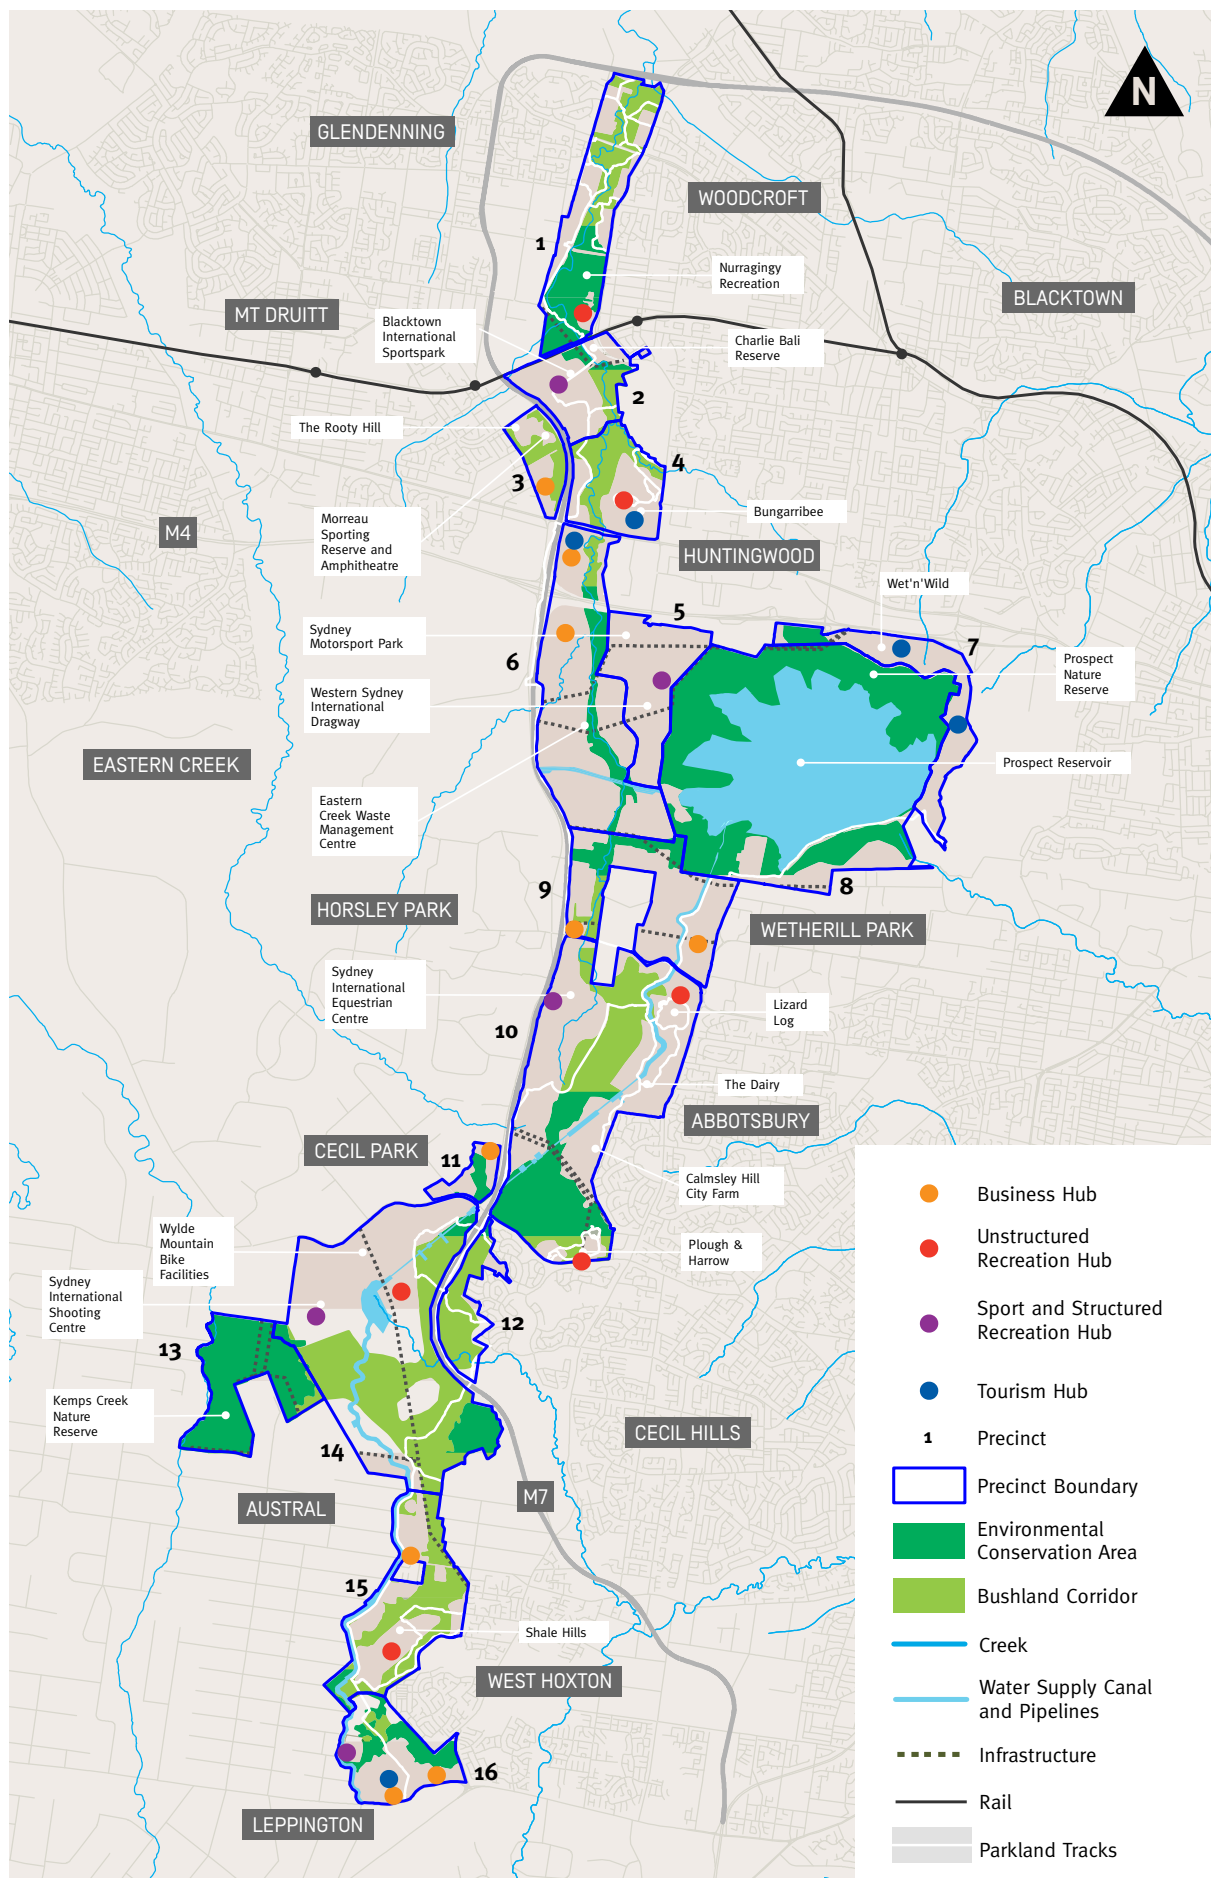 N
GLENDENNING
WOODCROFT
1
Nurragingy
Recreation
BLACKTOWN
MT DRUITT
Blacktown
International
Sportspark
Charlie Bali
Reserve
2
The Rooty Hill
3
4
Bungarribee
M4
Morreau
Sporting
Reserve and
Amphitheatre
HUNTINGWOOD
Wet'n'Wild
5
Sydney
Motorsport Park
6
7
Prospect
Nature
Reserve
Western Sydney
International
Dragway
EASTERN CREEK
Prospect Reservoir
Eastern
Creek Waste
Management
Centre
9
8
HORSLEY PARK
WETHERILL PARK
Sydney
International
Equestrian
Centre
Lizard
Log
10
The Dairy
ABBOTSBURY
CECIL PARK
11
Calmsley Hill
City Farm
Wylde
Mountain
Bike
Facilities
Plough &
Harrow
Sydney
International
Shooting
Centre
12
13
Kemps Creek
Nature
Reserve
CECIL HILLS
14
M7
AUSTRAL
15
Shale Hills
WEST HOXTON
16
LEPPINGTON
Business Hub
Unstructured
Recreation Hub
Sport and Structured
Recreation Hub
Tourism Hub
1 Precinct
Precinct Boundary
Environmental
Conservation Area
Bushland Corridor
Creek
Water Supply Canal
and Pipelines
Infrastructure
Rail
Parkland Tracks